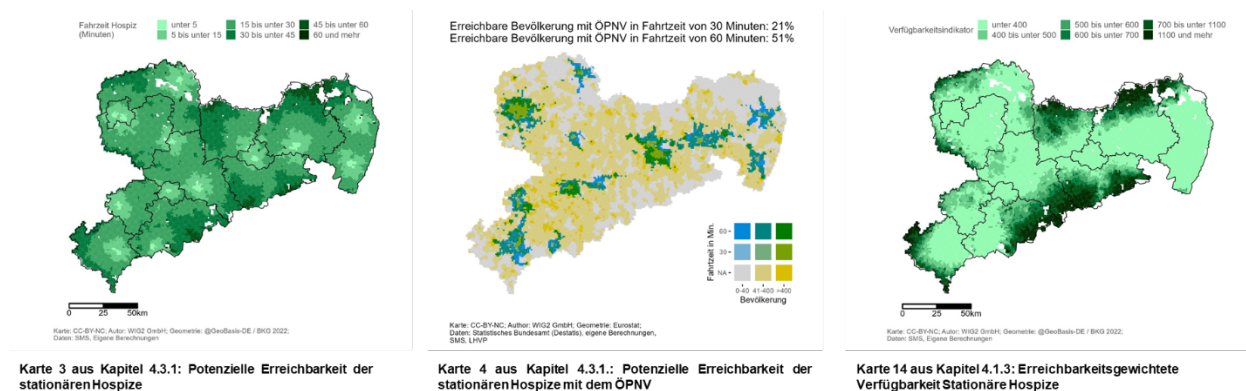 Fahrzeit Hospiz
(Minuten)
unter 5
5 bis unter 15
15 bis unter 30
30 bis unter 45
45 bis unter 60
60 und mehr
0 25 50km
Karte: CC-BY-NC; Autor: WIG2 GmbH; Geometrie: @GeoBasis-DE / BKG 2022;
Daten: SMS, Eigene Berechnungen
Karte 3 aus Kapitel 4.3.1: Potenzielle Erreichbarkeit der
stationären Hospize
Erreichbare Bevölkerung mit ÖPNV in Fahrtzeit von 30 Minuten: 21%
Erreichbare Bevölkerung mit ÖPNV in Fahrtzeit von 60 Minuten: 51%
Fahrtzeit in Min.
60
30
NA
0-40 41-400 >400
Bevölkerung
Karte: CC-BY-NC; Author: WIG2 GmbH; Geometrie: Eurostat;
Daten: Statistisches Bundesamt (Destatis), eigene Berechnungen,
SMS, LHVP
Karte 4 aus Kapitel 4.3.1.: Potenzielle Erreichbarkeit der
stationären Hospize mit dem ÖPNV
Verfügbarkeitsindikator
unter 400
400 bis unter 500
500 bis unter 600
600 bis unter 700
700 bis unter 1100
1100 und mehr
0 25 50km
Karte: CC-BY-NC; Autor: WIG2 GmbH; Geometrie: @GeoBasis-DE / BKG 2022;
Daten: SMS, Eigene Berechnungen
Karte 14 aus Kapitel 4.1.3: Erreichbarkeitsgewichtete
Verfügbarkeit Stationäre Hospize